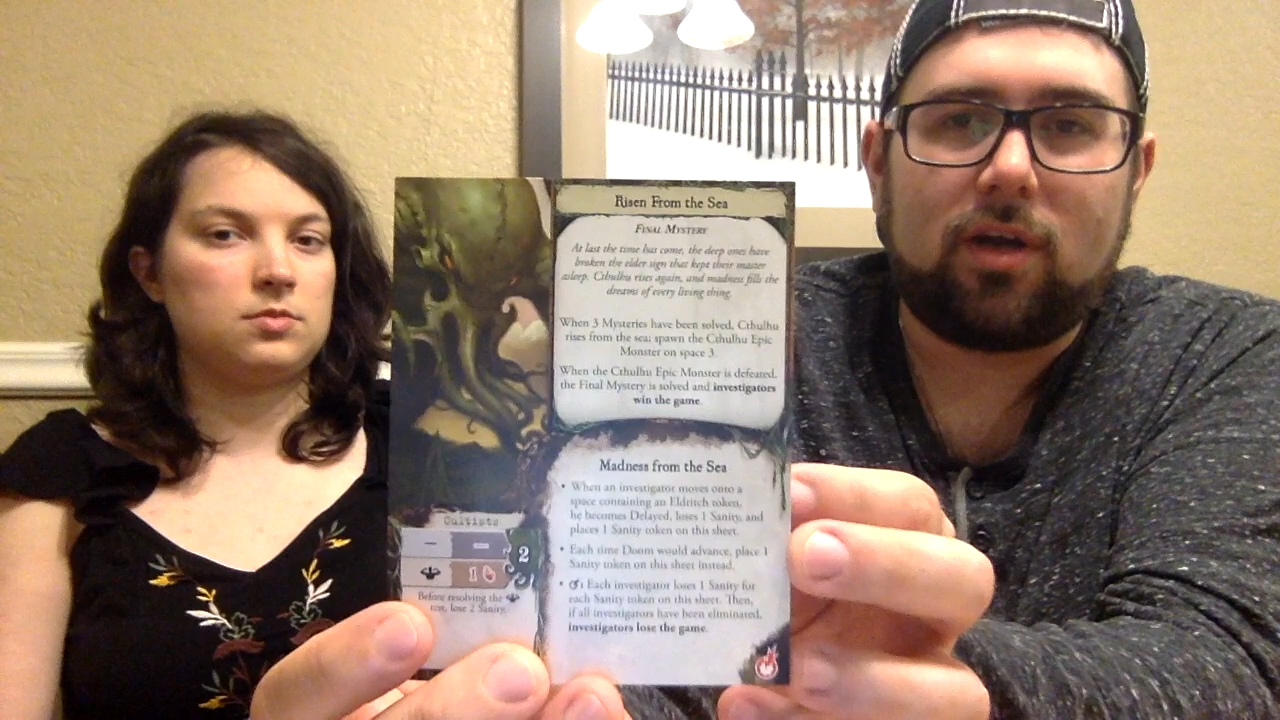 Risen From the Sea
Final Mystery
At last the time has come, the deep ones have
broken the elder sign that kept their master
asleep. Cthulhu rises again, and madness fills the
dreams of every living thing.
When 3 Mysteries have been solved, Cthulhu
rises from the sea; spawn the Cthulhu Epic
Monster on space 3.
When the Cthulhu Epic Monster is defeated,
the Final Mystery is solved and investigators
win the game.
Madness from the Sea
• When an investigator moves onto a
space containing an Eldritch token,
he becomes Delayed, loses 1 Sanity, and
places 1 Sanity token on this sheet.
• Each time Doom would advance, place 1
Sanity token on this sheet instead.
• : Each investigator loses 1 Sanity for
each Sanity token on this sheet. Then,
if all investigators have been eliminated,
investigators lose the game.
Cultists
– – 2
1
Before resolving the
test, lose 2 Sanity.